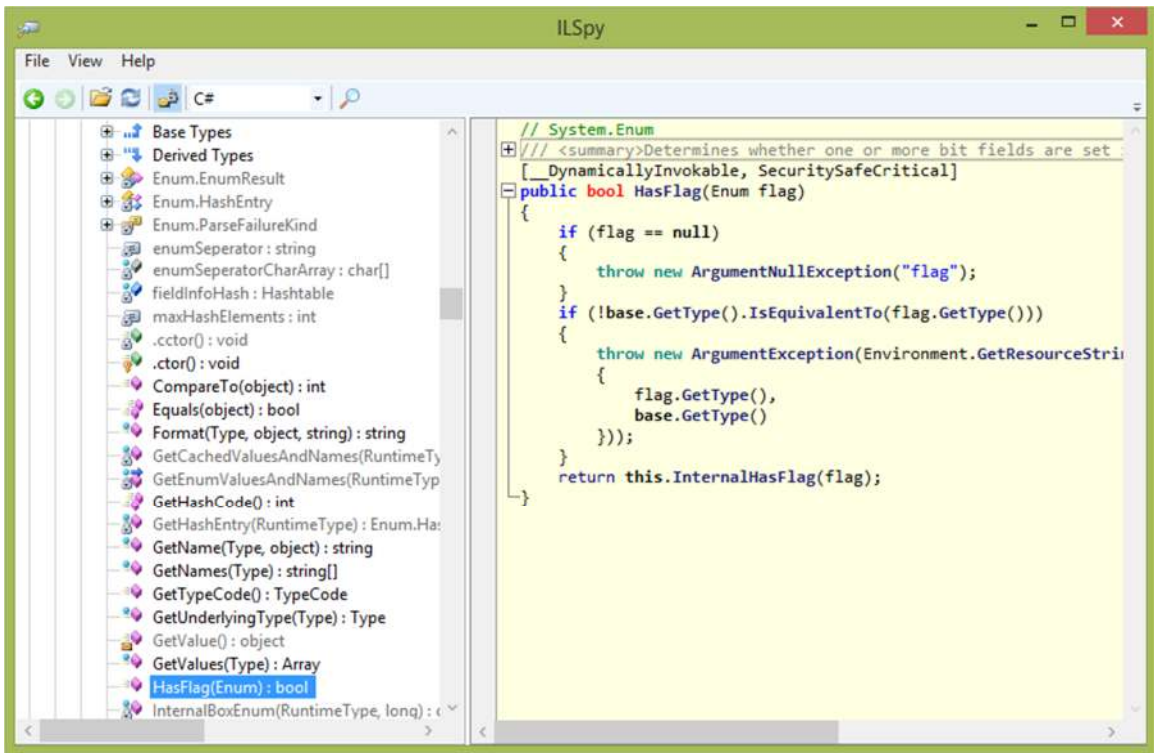 ILSpy
File View Help
C#
Base Types
Derived Types
Enum.EnumResult
Enum.HashEntry
Enum.ParseFailureKind
enumSeperator : string
enumSeperatorCharArray : char[]
fieldInfoHash : Hashtable
maxHashElements : int
.cctor() : void
.ctor() : void
CompareTo(object) : int
Equals(object) : bool
Format(Type, object, string) : string
GetCachedValuesAndNames(RuntimeTy
GetEnumValuesAndNames(RuntimeTyp
GetHashCode() : int
GetHashEntry(RuntimeType) : Enum.Has
GetName(Type, object) : string
GetNames(Type) : string[]
GetTypeCode() : TypeCode
GetUnderlyingType(Type) : Type
GetValue() : object
GetValues(Type) : Array
HasFlag(Enum) : bool
InternalBoxEnum(RuntimeType, long) :
// System.Enum
/// <summary>Determines whether one or more bit fields are set
[__DynamicallyInvokable, SecuritySafeCritical]
public bool HasFlag(Enum flag)
{
if (flag == null)
{
throw new ArgumentNullException("flag");
}
if (!base.GetType().IsEquivalentTo(flag.GetType()))
{
throw new ArgumentException(Environment.GetResourceStrin
{
flag.GetType(),
base.GetType()
}));
}
return this.InternalHasFlag(flag);
}